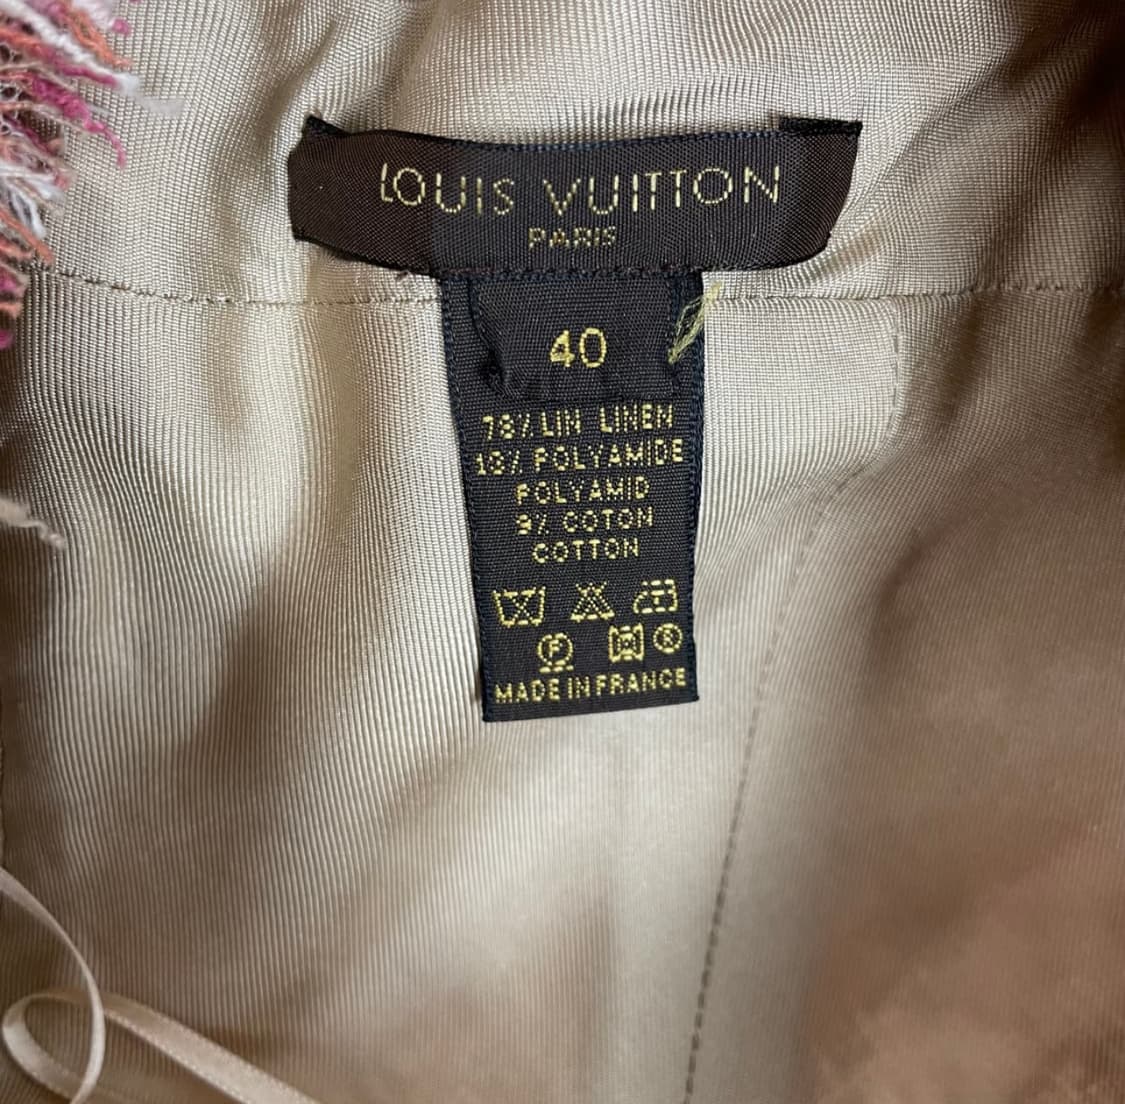 LOUIS VUITTON
PARIS
40
78% LIN LINEN
13% POLYAMIDE
POLYAMID
9% COTON
COTTON
F
R
MADE IN FRANCE